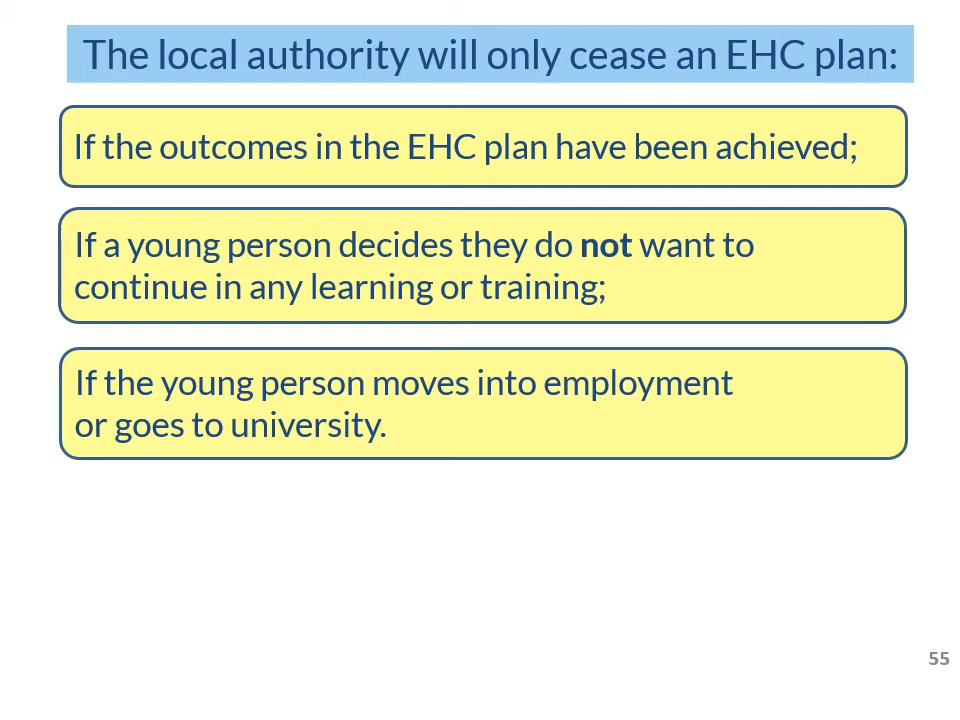 The local authority will only cease an EHC plan:
If the outcomes in the EHC plan have been achieved;
If a young person decides they do not want to
continue in any learning or training;
If the young person moves into employment
or goes to university.
55